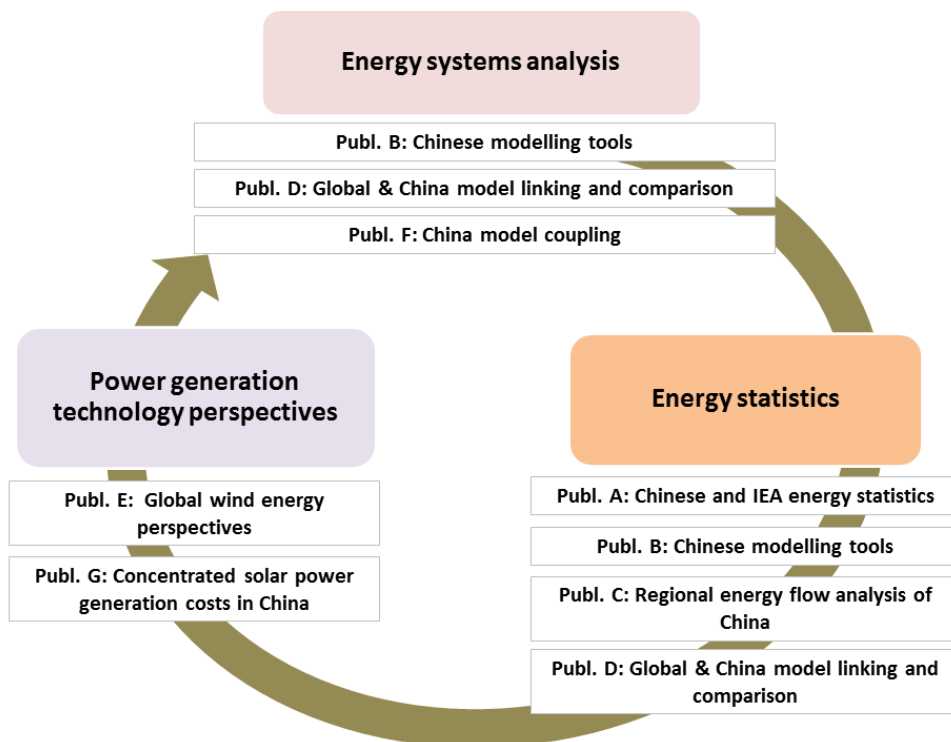 Energy systems analysis
Publ. B: Chinese modelling tools
Publ. D: Global & China model linking and comparison
Publ. F: China model coupling
Power generation
technology perspectives
Publ. E: Global wind energy
perspectives
Publ. G: Concentrated solar power
generation costs in China
Energy statistics
Publ. A: Chinese and IEA energy statistics
Publ. B: Chinese modelling tools
Publ. C: Regional energy flow analysis of
China
Publ. D: Global & China model linking and
comparison